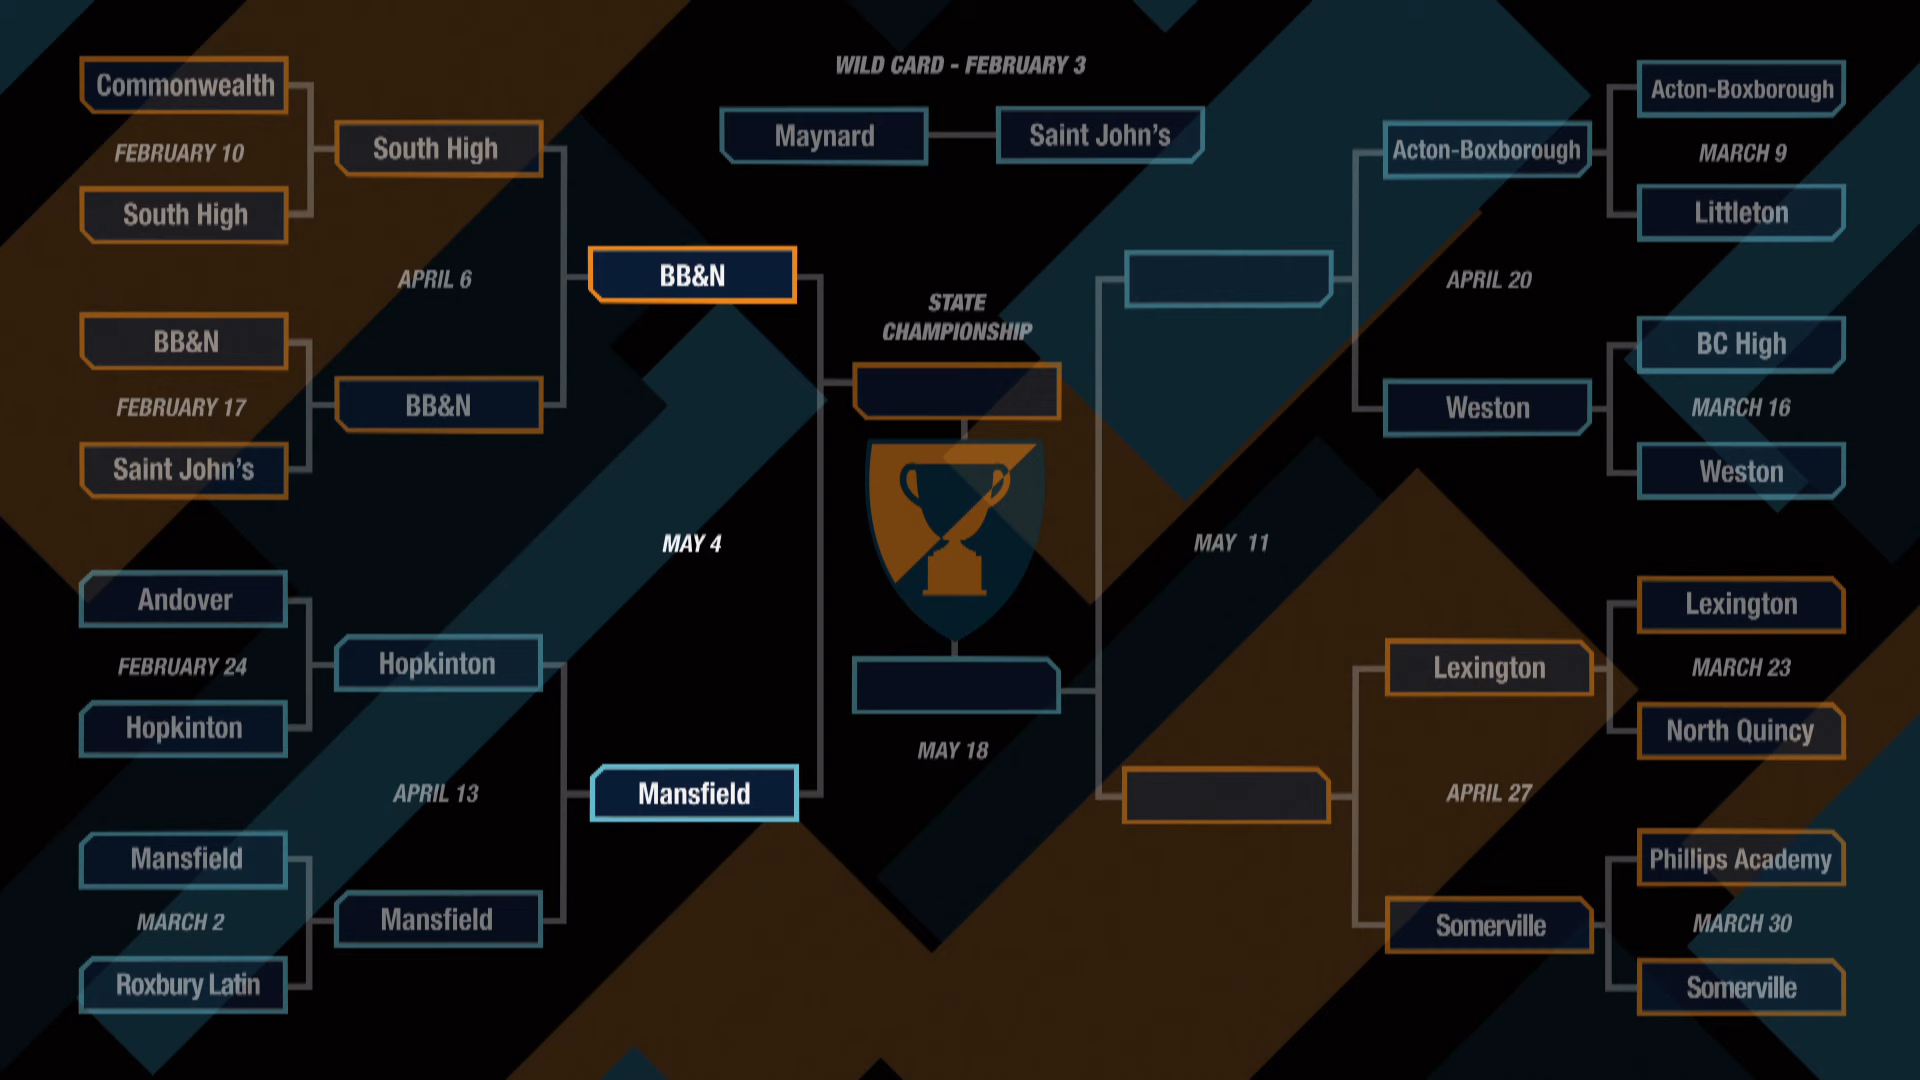 WILD CARD - FEBRUARY 3
Maynard
Saint John's
Commonwealth
FEBRUARY 10
South High
South High
APRIL 6
BB&N
FEBRUARY 17
Saint John's
BB&N
BB&N
MAY 4
Andover
FEBRUARY 24
Hopkinton
Hopkinton
APRIL 13
Mansfield
MARCH 2
Roxbury Latin
Mansfield
Mansfield
STATE
CHAMPIONSHIP
MAY 18
MAY 11
Acton-Boxborough
APRIL 20
Weston
Acton-Boxborough
MARCH 9
Littleton
BC High
MARCH 16
Weston
Lexington
APRIL 27
Somerville
Lexington
MARCH 23
North Quincy
Phillips Academy
MARCH 30
Somerville